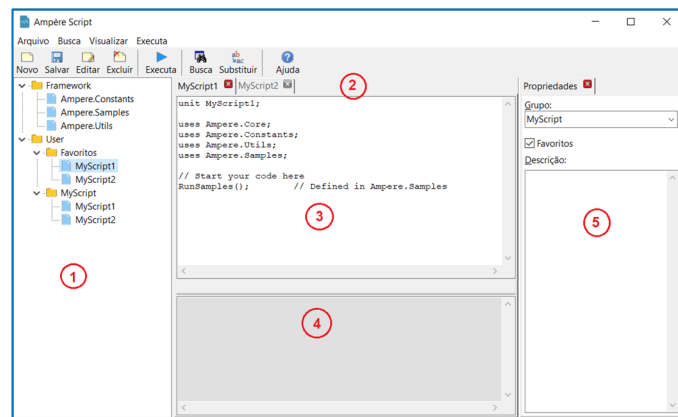 Ampère Script
Arquivo Busca Visualizar Executa
Novo Salvar Editar Excluir Executa Busca Substituir Ajuda
Framework
Ampere.Constants
Ampere.Samples
Ampere.Utils
User
Favoritos
MyScript1
MyScript2
MyScript
MyScript1
MyScript2
1
MyScript1 MyScript2
2
unit MyScript1;
uses Ampere.Core;
uses Ampere.Constants;
uses Ampere.Utils;
uses Ampere.Samples;
// Start your code here
RunSamples(); // Defined in Ampere.Samples
3
4
Propriedades
Grupo:
MyScript
Favoritos
Descrição:
5